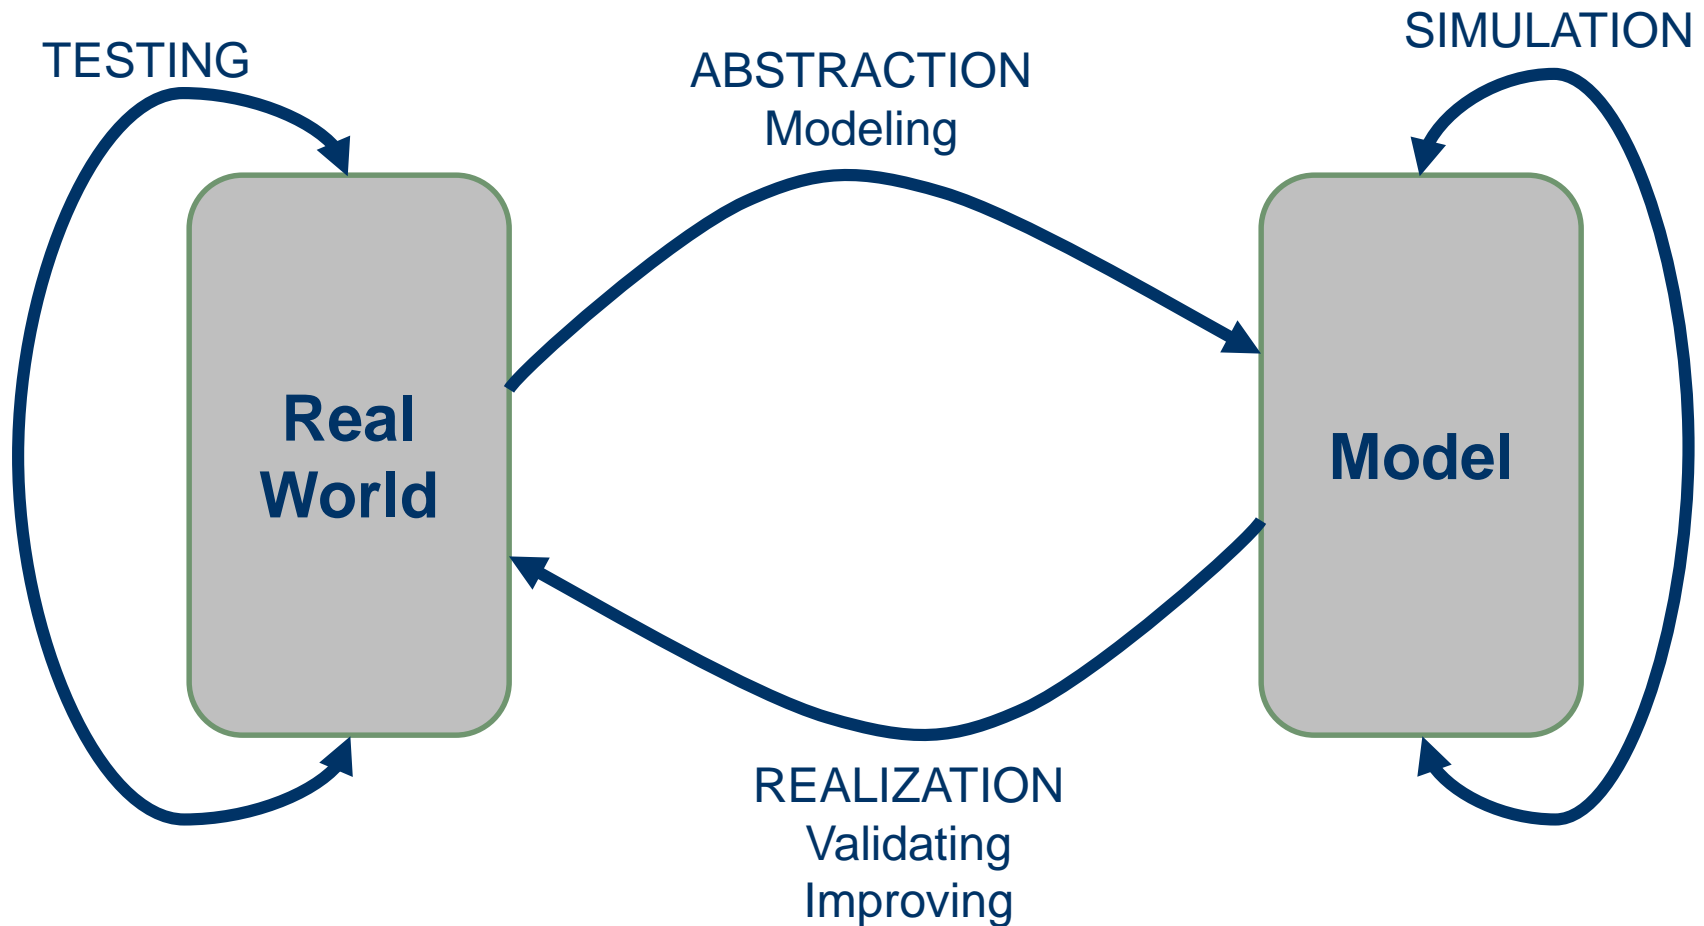 TESTING
ABSTRACTION
Modeling
SIMULATION
Real
World
Model
REALIZATION
Validating
Improving